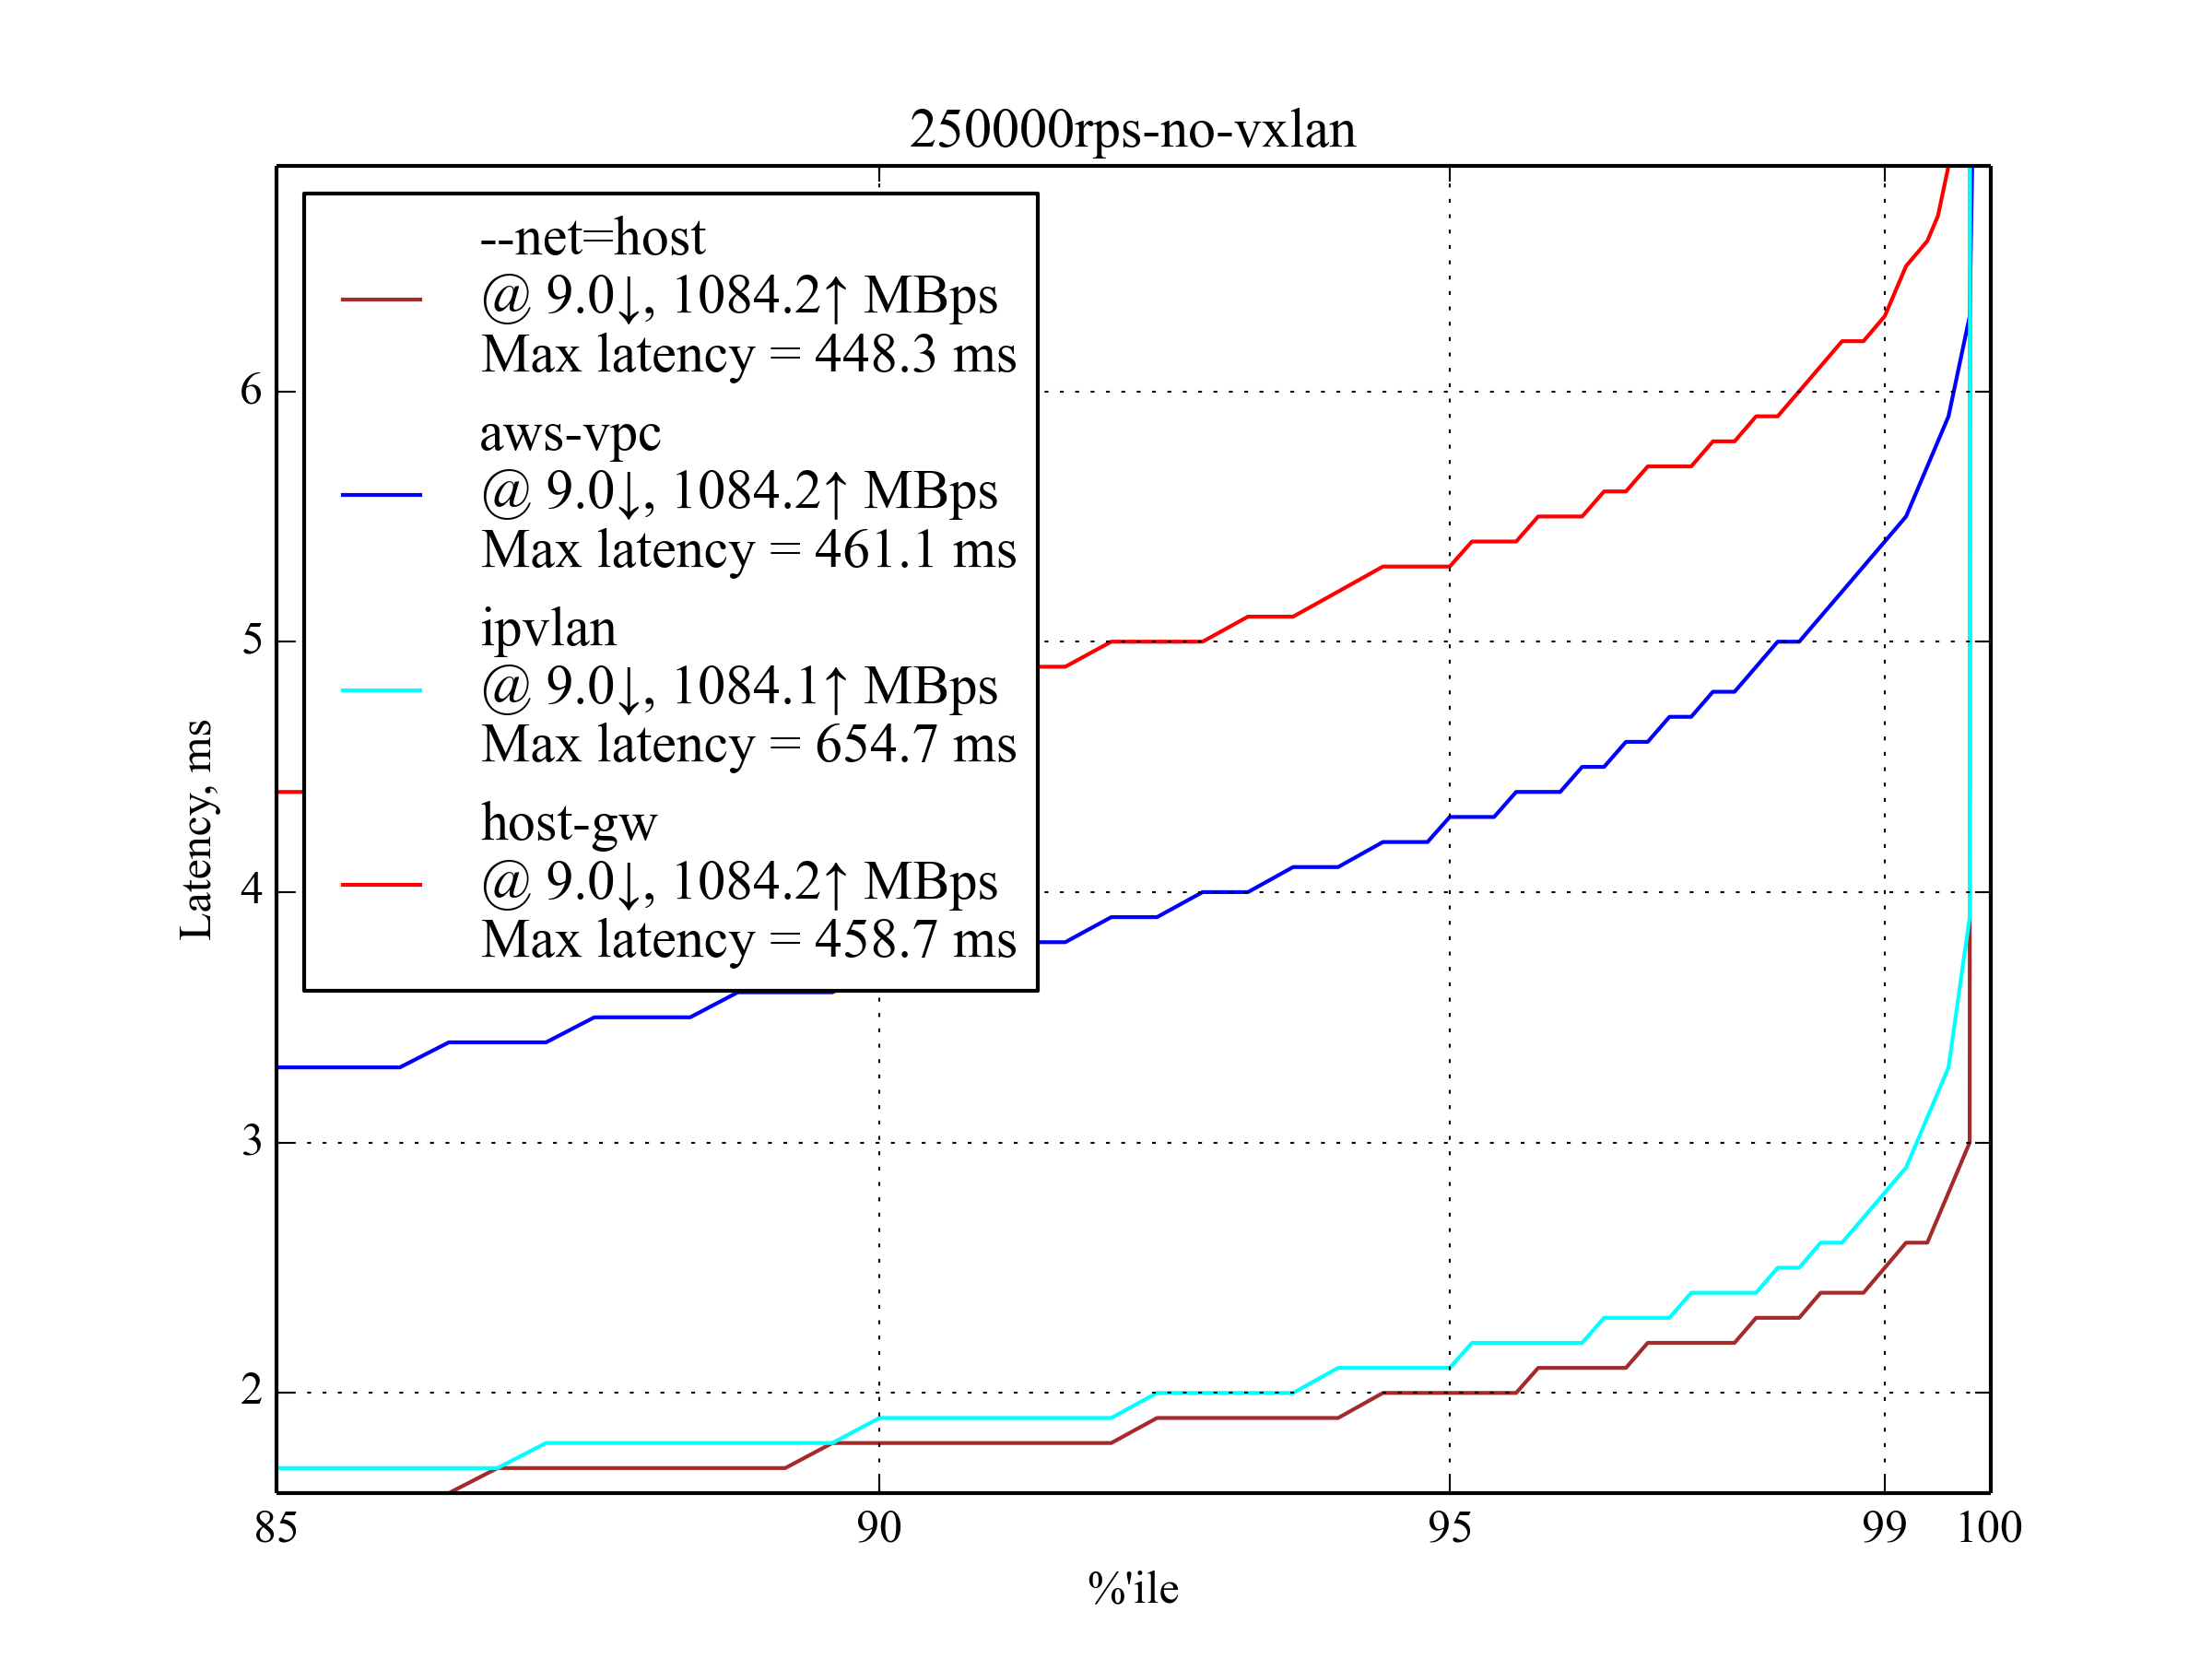 250000rps-no-vxlan
--net=host
@ 9.0↓, 1084.2↑ MBps
Max latency = 448.3 ms
aws-vpc
@ 9.0↓, 1084.2↑ MBps
Max latency = 461.1 ms
ipvlan
@ 9.0↓, 1084.1↑ MBps
Max latency = 654.7 ms
host-gw
@ 9.0↓, 1084.2↑ MBps
Max latency = 458.7 ms
Latency, ms
6
5
4
3
2
85 90 95 99 100
%'ile